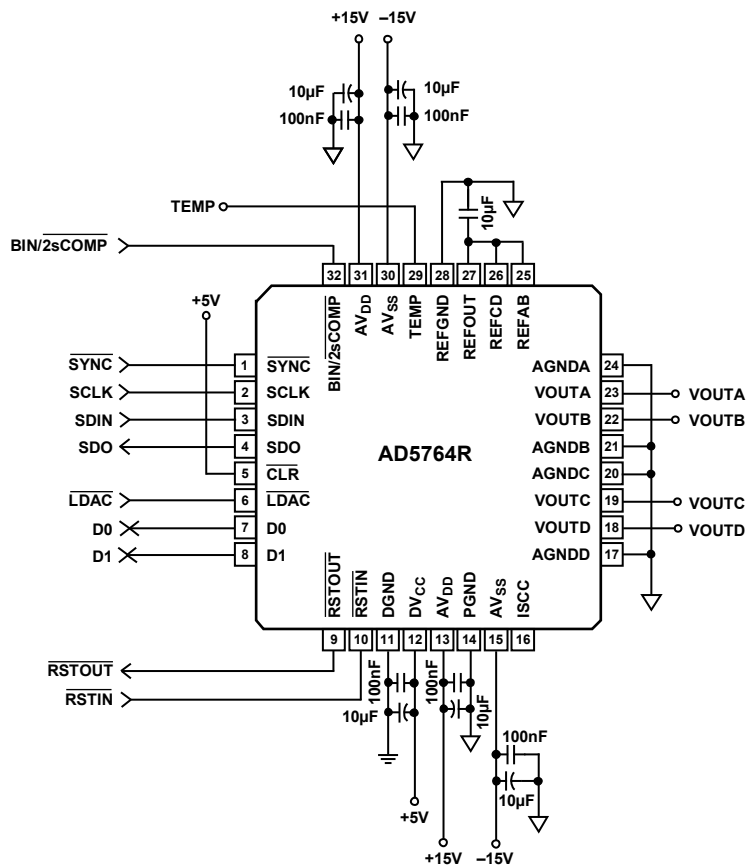 +15V –15V
10µF
10µF
100nF
100nF
TEMP
10µF
BIN/2sCOMP
32 31 30 29 28 27 26 25
+5V
BIN/2sCOMP
AVDD
AVSS
TEMP
REFGND
REFOUT
REFCD
REFAB
SYNC 1 SYNC
SCLK 2 SCLK
SDIN 3 SDIN
SDO 4 SDO
5 CLR
LDAC 6 LDAC
D0 7 D0
D1 8 D1
AD5764R
AGNDA 24
VOUTA 23 VOUTA
VOUTB 22 VOUTB
AGNDB 21
AGNDC 20
VOUTC 19 VOUTC
VOUTD 18 VOUTD
AGNDD 17
RSTOUT
RSTIN
DGND
DVCC
AVDD
PGND
AVSS
ISCC
9 10 11 12 13 14 15 16
RSTOUT
RSTIN
100nF
10µF
100nF
10µF
100nF
10µF
+5V
+15V –15V